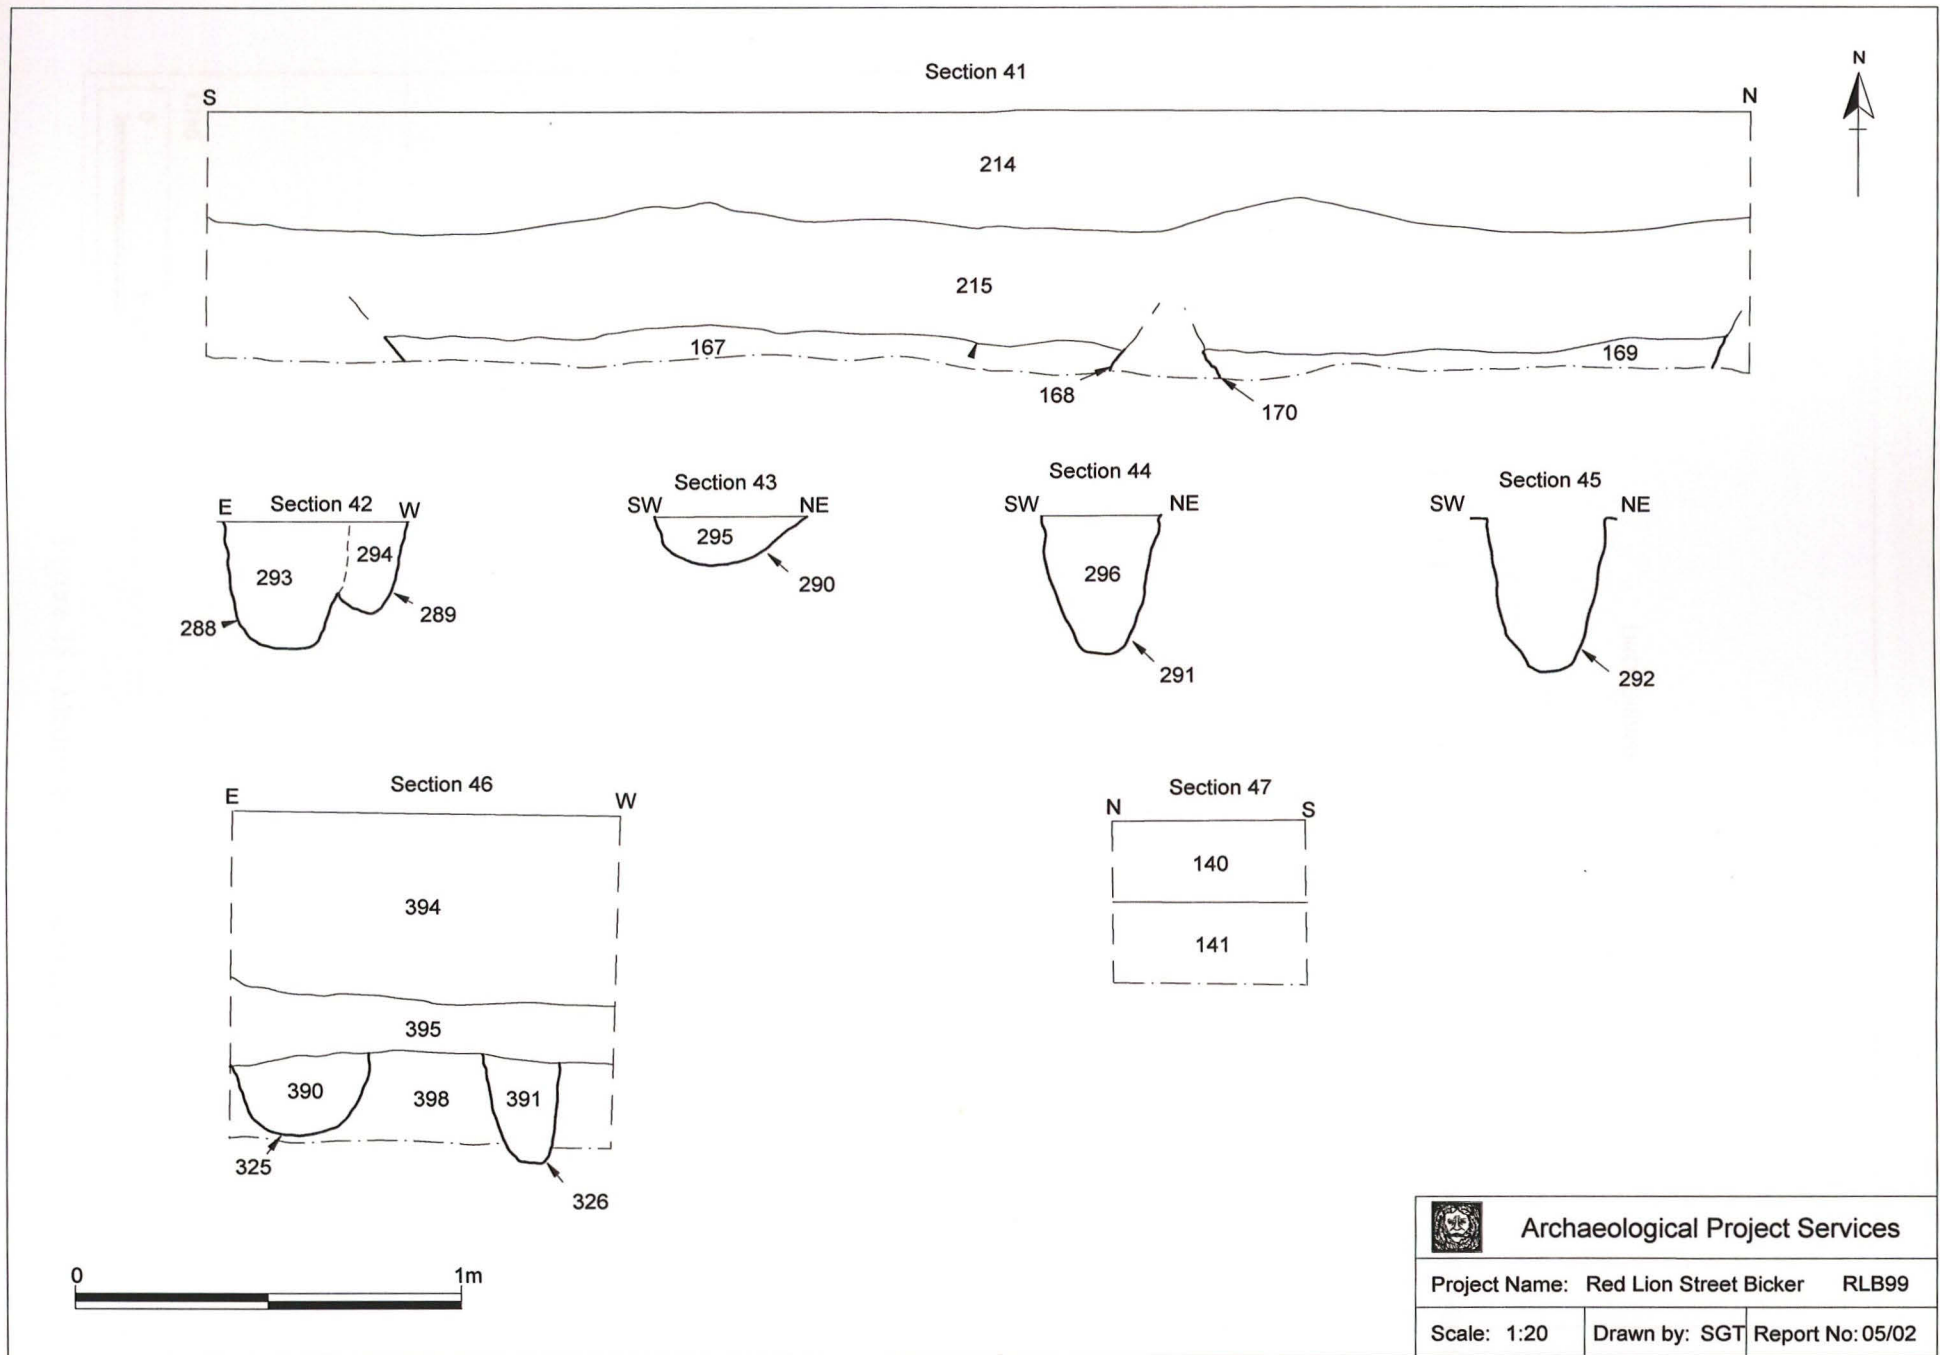 Section 41
N
S
N
214
215
167
169
168
170
Section 42
E
W
293
294
288
289
Section 43
SW
NE
295
290
Section 44
SW
NE
296
291
Section 45
SW
NE
292
Section 46
E
W
394
395
390
398
391
325
326
Section 47
N
S
140
141
0
1m
Archaeological Project Services
Project Name: Red Lion Street Bicker RLB99
Scale: 1:20 Drawn by: SGT Report No: 05/02